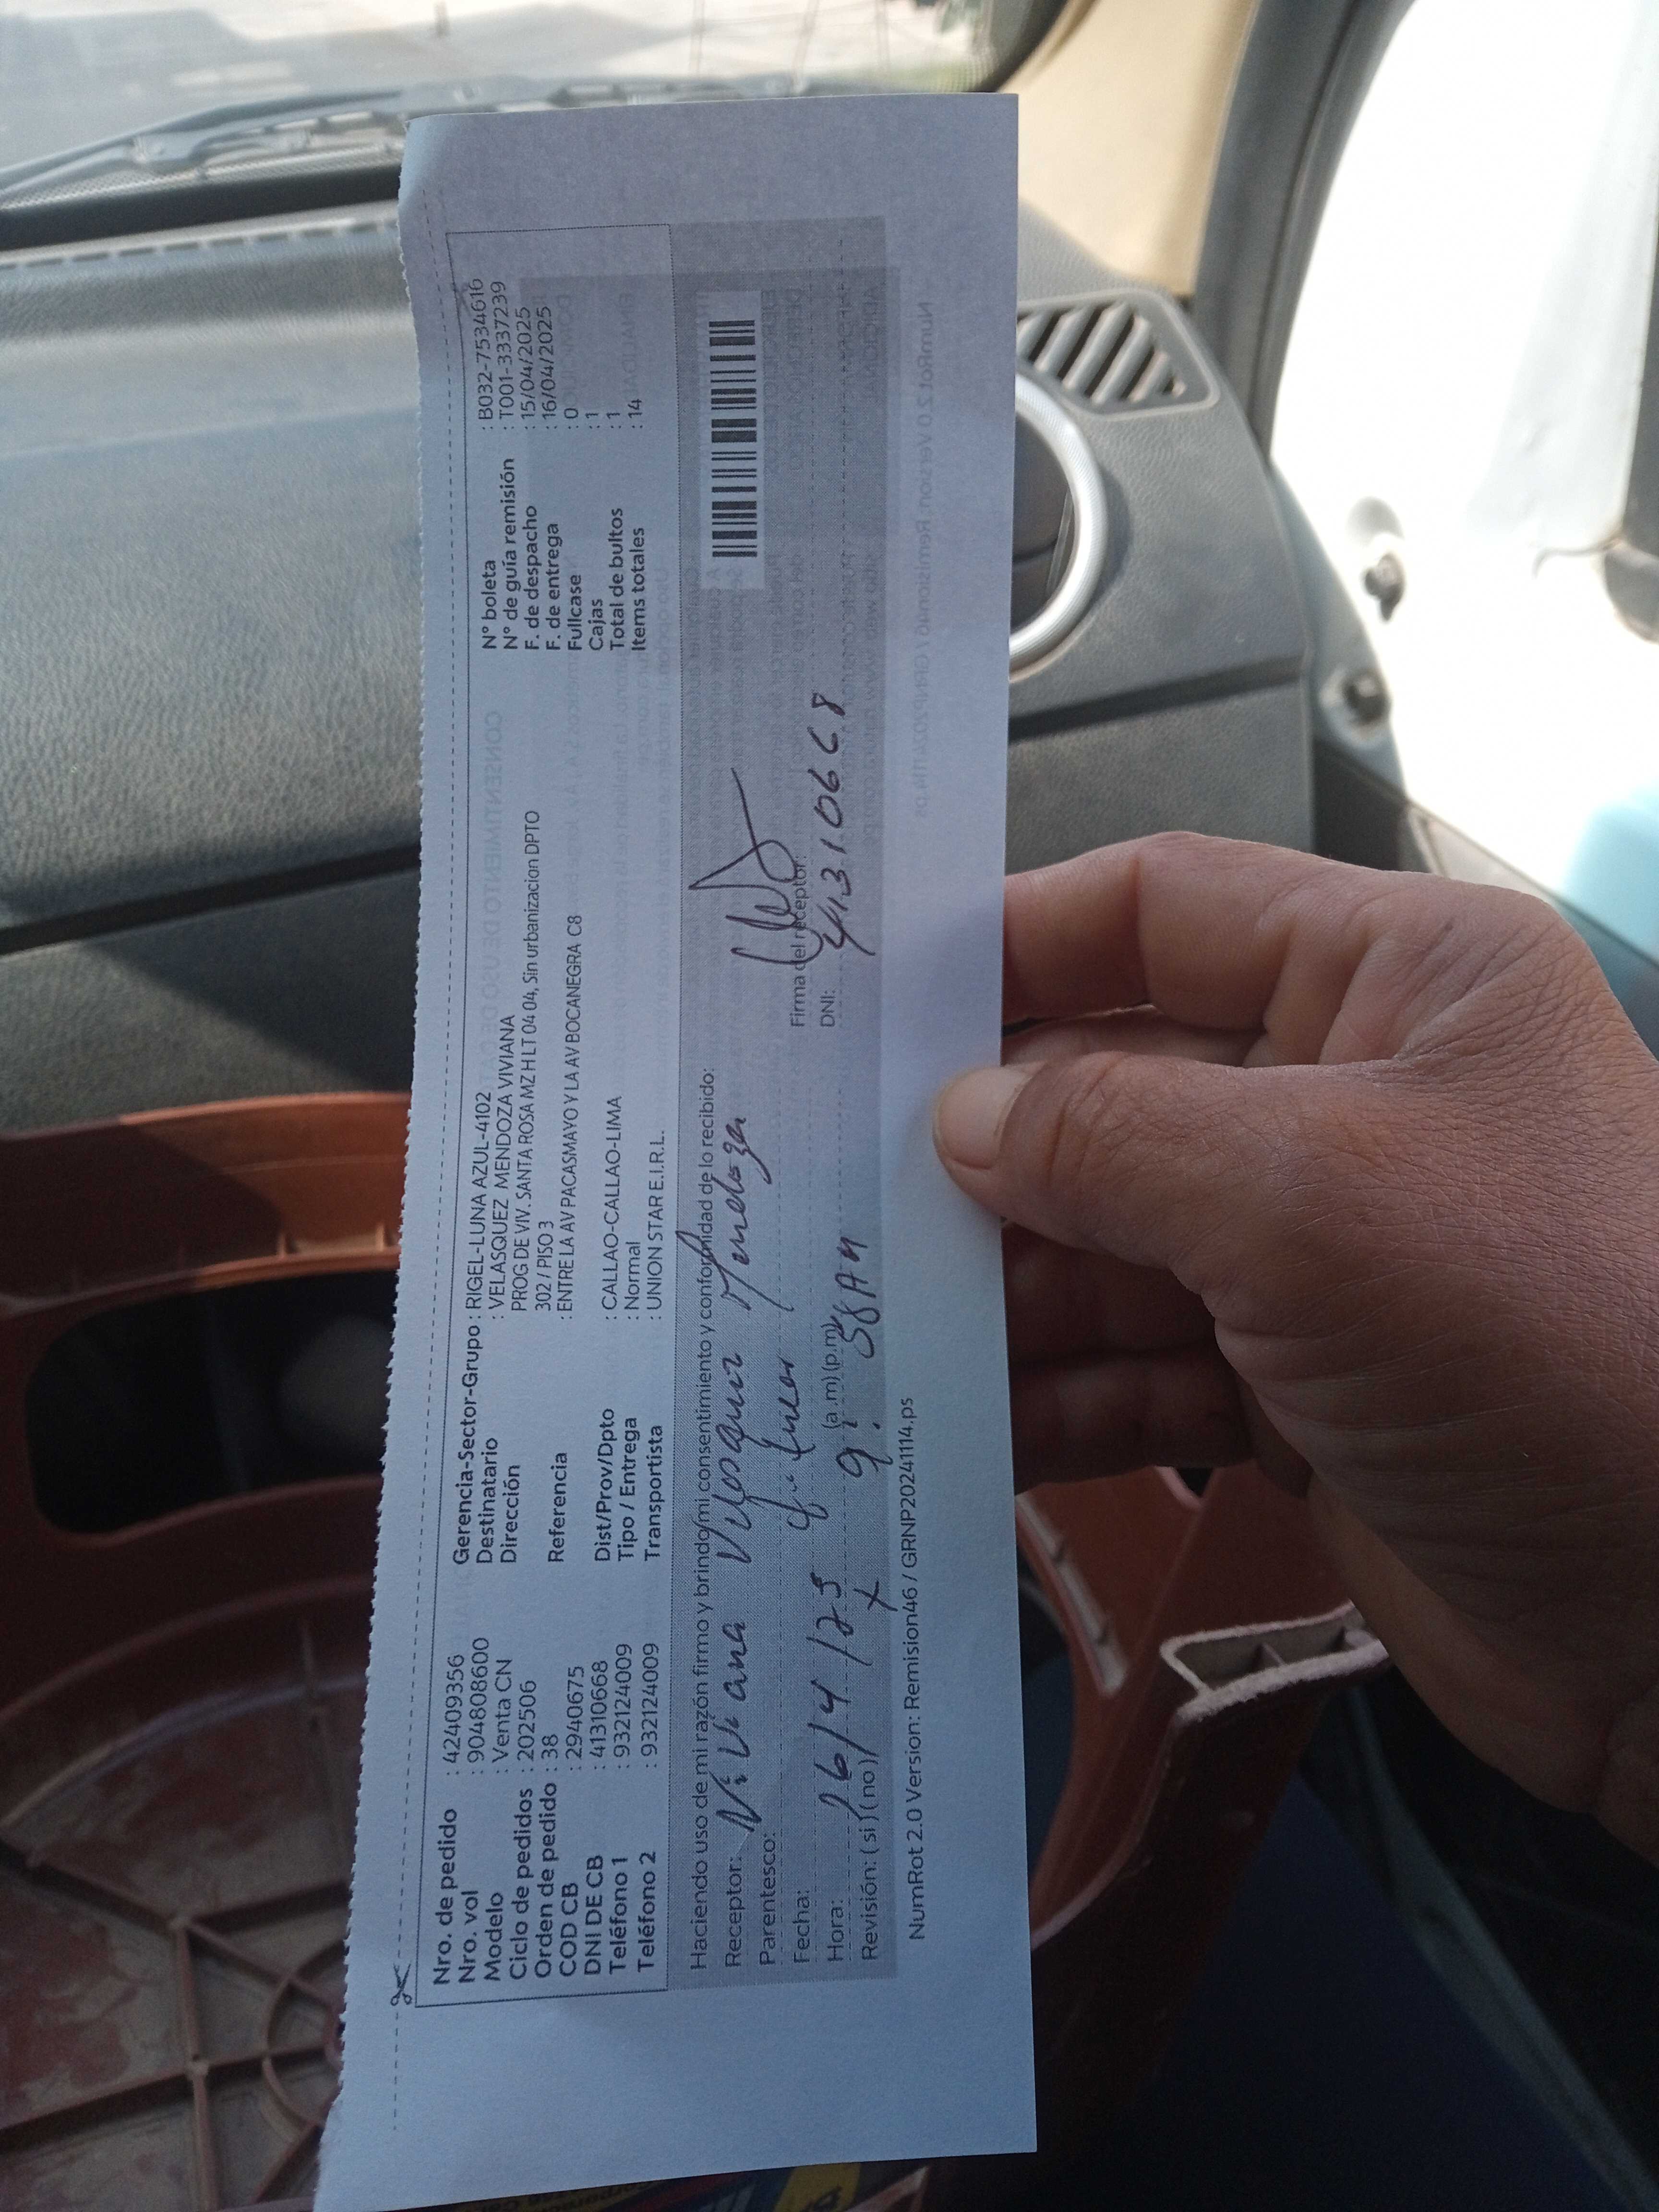 Nro. de pedido : 42409356
Nro. vol : 90480860​0
Modelo : Venta CN
Ciclo de pedidos : 202506
Orden de pedido : 38
COD CB : 2940675
DNI DE CB : 41310668
Teléfono 1 : 932124009
Teléfono 2 : 932124009
Gerencia-Sector-Grupo : RIGEL-LUNA AZUL-4102
Destinatario : VELASQUEZ MENDOZA VIVIANA
Dirección PROG DE VIV. SANTA ROSA MZ H LT 04 04, Sin urbanizacion DPTO
302 / PISO 3
Referencia : ENTRE LA AV PACASMAYO Y LA AV BOCANEGRA C8
Dist/Prov/Dpto : CALLAO-CALLAO-LIMA
Tipo / Entrega : Normal
Transportista : UNION STAR E.I.R.L.
N° boleta : B032-7534616
N° de guía remisión : T001-3337239
F. de despacho : 15/04/2025
F. de entrega : 16/04/2025
Fullcase : 0
Cajas : 1
Total de bultos : 1
Items totales : 14
Haciendo uso de mi razón firmo y brindo mi consentimiento y conformidad de lo recibido:
Receptor: Viviana Velasquez Mendoza
Parentesco:
Firma del receptor:
Fecha: 16/4/25
DNI: 41310668
Hora: (a.m) (p.m) 9:58 AM
Revisión: ( si ) ( no ) X
NumRot 2.0 Version: Remision46 / GRNP20241114.ps